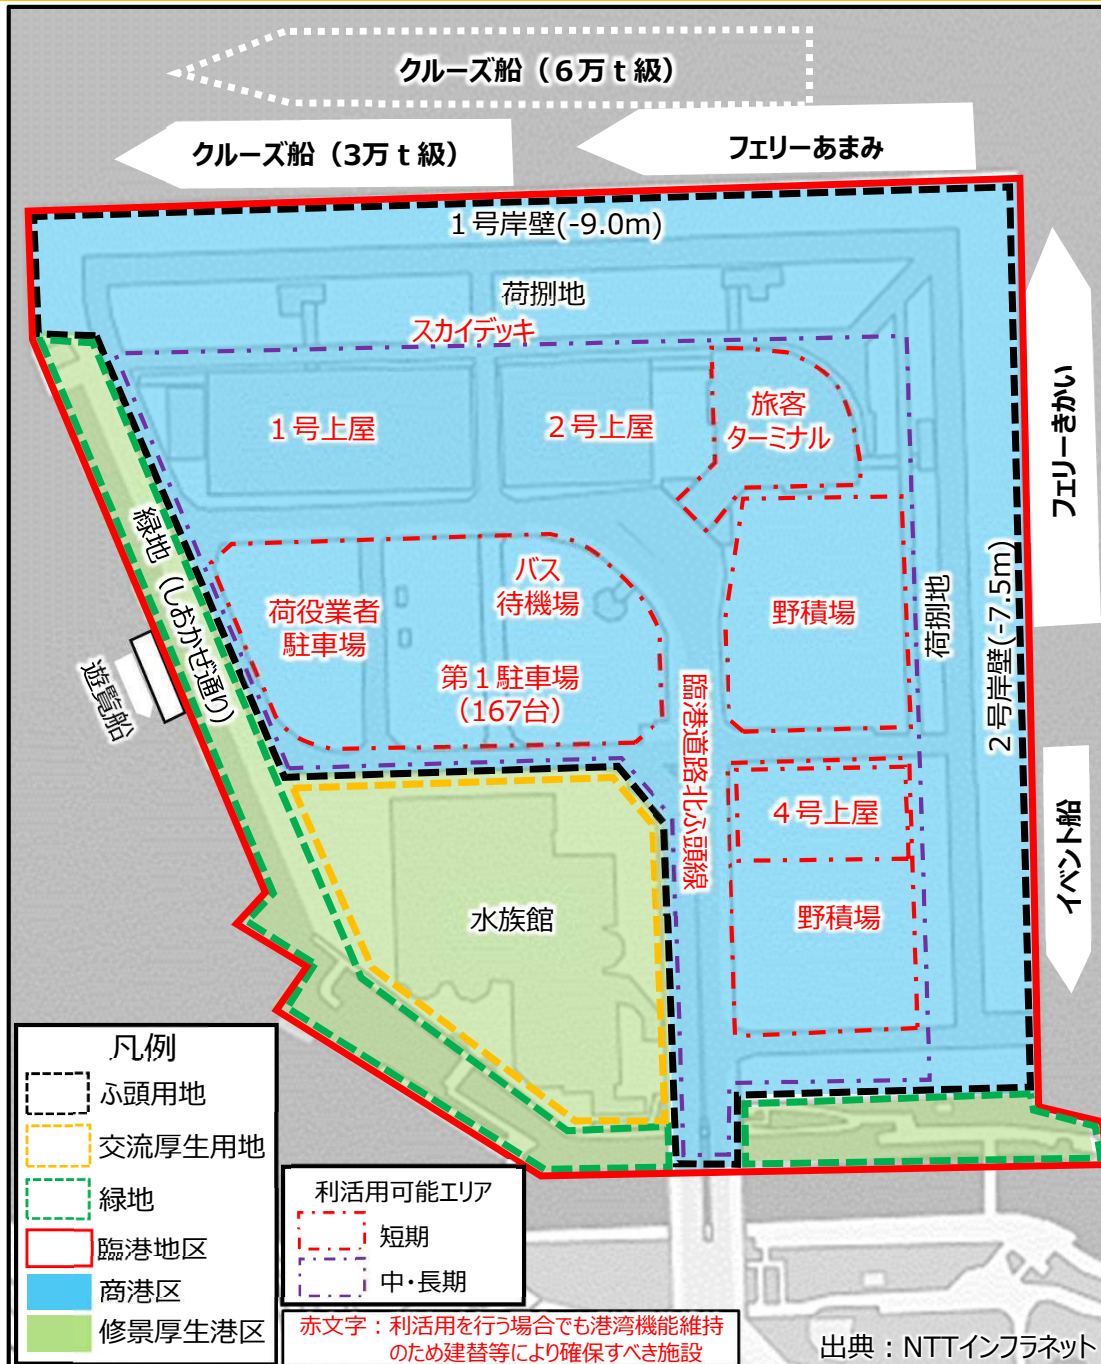 クルーズ船（6万ｔ級）
クルーズ船（3万ｔ級）
フェリーあまみ
１号岸壁(-9.0m)
荷捌地
スカイデッキ
１号上屋
２号上屋
旅客
ターミナル
フェリーきかい
緑地（しおかぜ通り）
遊覧船
荷役業者
駐車場
バス
待機場
第１駐車場
（167台）
野積場
荷捌地
２号岸壁(-7.5m)
臨港道路北ふ頭線
４号上屋
野積場
イベント船
水族館
凡例
ふ頭用地
交流厚生用地
緑地
臨港地区
商港区
修景厚生港区
利活用可能エリア
短期
中・長期
赤文字：利活用を行う場合でも港湾機能維持
のため建替等により確保すべき施設
出典：NTTインフラネット